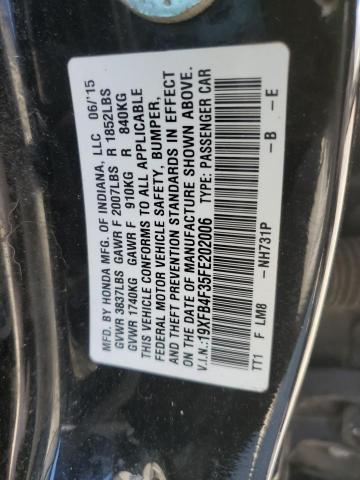 MFD. BY HONDA MFG. OF INDIANA, LLC 06/'15
GVWR 3837LBS GAWR F 2007LBS R 1852LBS
GVWR 1740KG GAWR F 910KG R 840KG
THIS VEHICLE CONFORMS TO ALL APPLICABLE
FEDERAL MOTOR VEHICLE SAFETY, BUMPER,
AND THEFT PREVENTION STANDARDS IN EFFECT
ON THE DATE OF MANUFACTURE SHOWN ABOVE.
V.I.N.:19XFB4F35FE202006 TYPE: PASSENGER CAR
TT1 F LM8 -NH731P -B -E